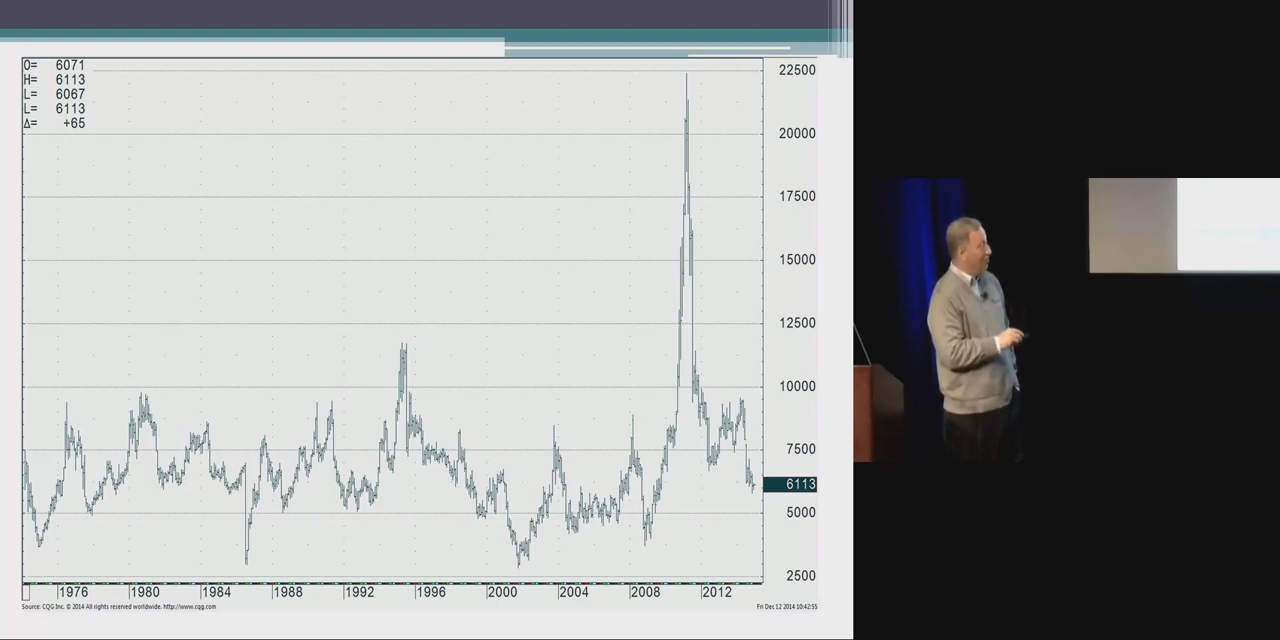 O= 6071
H= 6113
L= 6067
L= 6113
Δ= +65
22500
20000
17500
15000
12500
10000
7500
6113
5000
2500
1976 1980 1984 1988 1992 1996 2000 2004 2008 2012
Source: CQG Inc. © 2014 All rights reserved worldwide. http://www.cqg.com
Fri Dec 12 2014 10:42:55